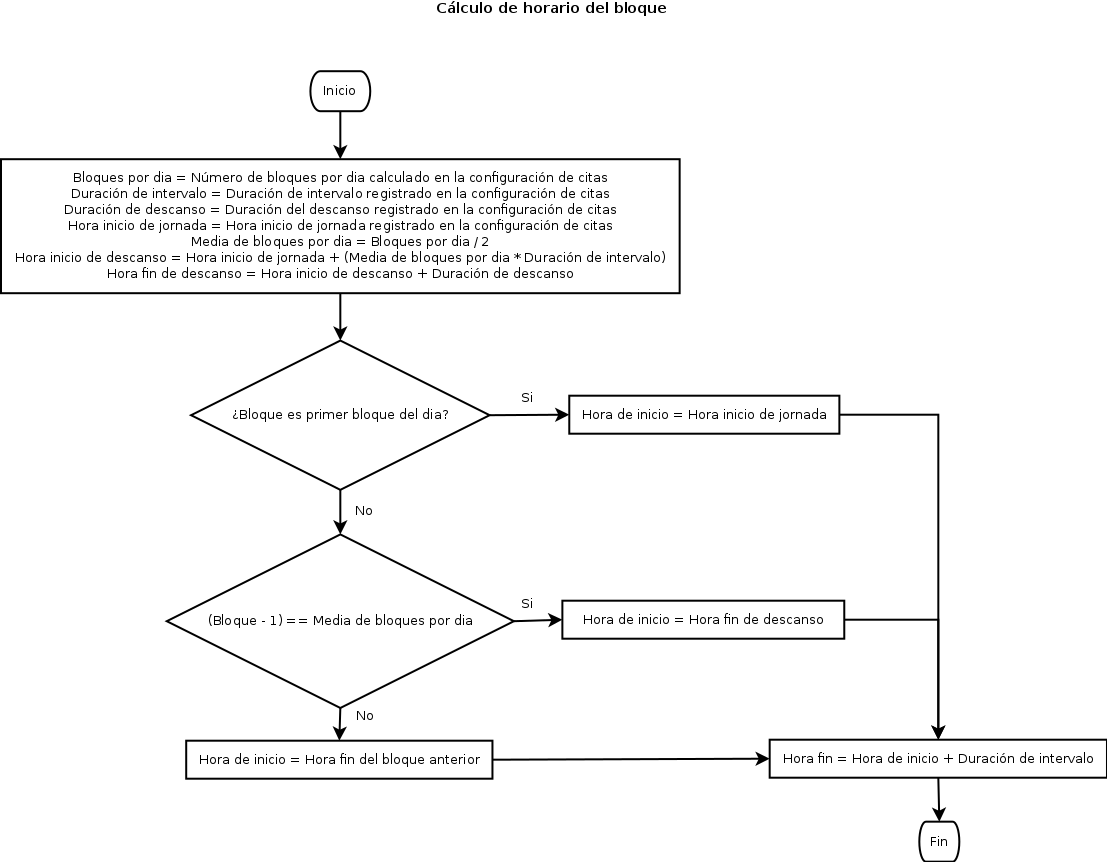 Cálculo de horario del bloque
Inicio
Bloques por dia = Número de bloques por dia calculado en la configuración de citas
Duración de intervalo = Duración de intervalo registrado en la configuración de citas
Duración de descanso = Duración del descanso registrado en la configuración de citas
Hora inicio de jornada = Hora inicio de jornada registrado en la configuración de citas
Media de bloques por dia = Bloques por dia / 2
Hora inicio de descanso = Hora inicio de jornada + (Media de bloques por dia * Duración de intervalo)
Hora fin de descanso = Hora inicio de descanso + Duración de descanso
¿Bloque es primer bloque del dia?
Si
Hora de inicio = Hora inicio de jornada
No
(Bloque - 1) == Media de bloques por dia
Si
Hora de inicio = Hora fin de descanso
No
Hora de inicio = Hora fin del bloque anterior
Hora fin = Hora de inicio + Duración de intervalo
Fin